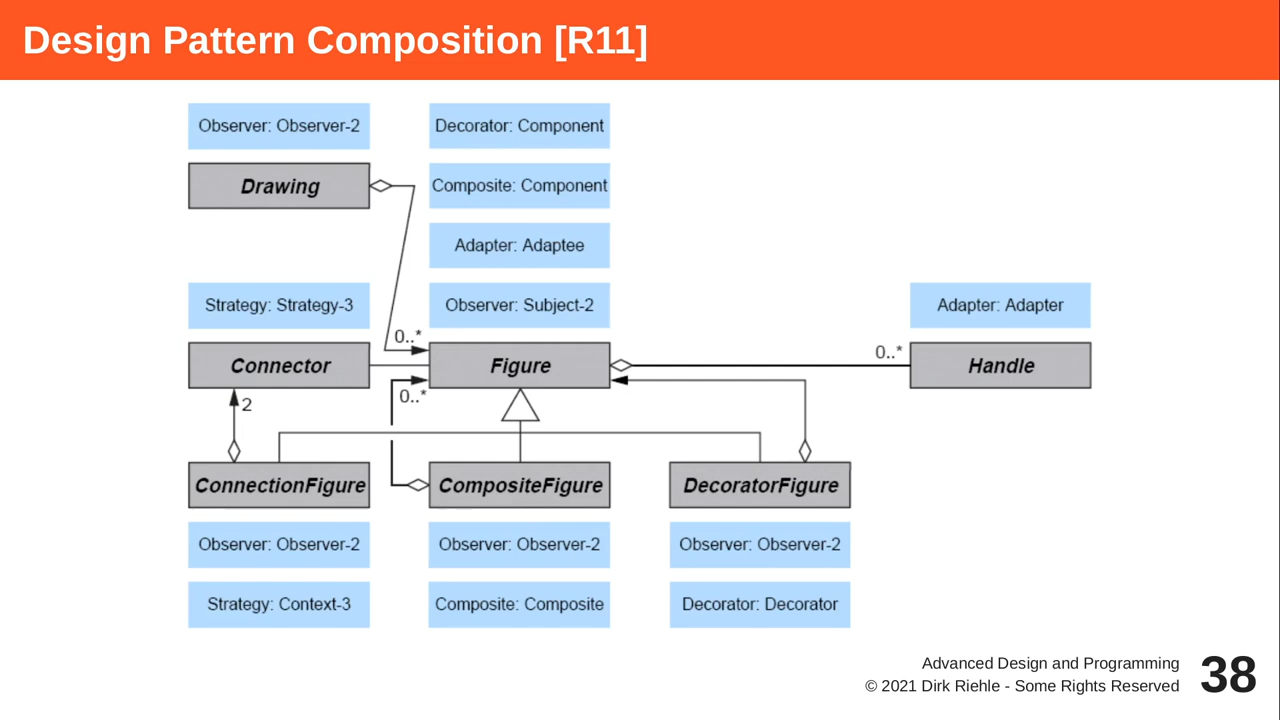 Design Pattern Composition [R11]
Observer: Observer-2
Decorator: Component
Drawing
Composite: Component
Adapter: Adaptee
Strategy: Strategy-3
Observer: Subject-2
Adapter: Adapter
0..*
0..*
Connector
Figure
Handle
2
0..*
ConnectionFigure
CompositeFigure
DecoratorFigure
Observer: Observer-2
Observer: Observer-2
Observer: Observer-2
Strategy: Context-3
Composite: Composite
Decorator: Decorator
Advanced Design and Programming
© 2021 Dirk Riehle - Some Rights Reserved
38